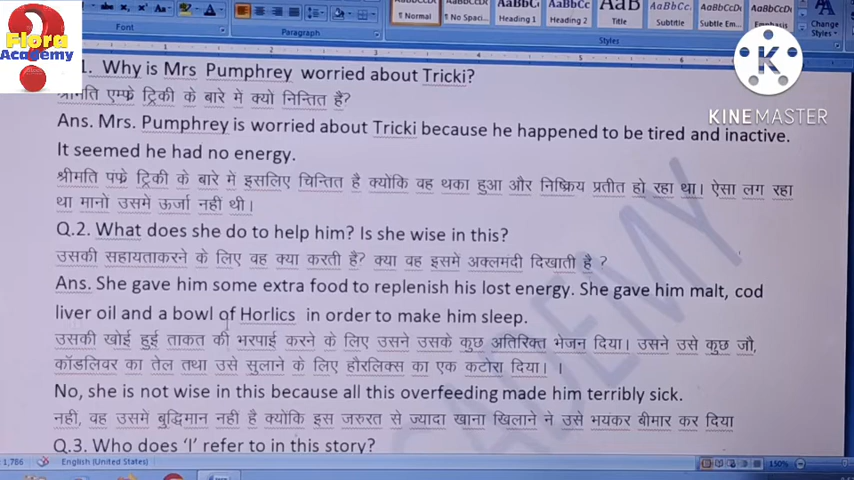 Flora
Academy
Font
Paragraph
Styles
AaBbCcDc
¶ Normal
¶ No Spaci...
Heading 1
Heading 2
Title
Subtitle
Subtle Em...
Emphasis
Change
Styles
KINEMASTER
1. Why is Mrs Pumphrey worried about Tricki?
श्रीमति एम्फ्रे ट्रिकी के बारे में क्यो निन्तित है?
Ans. Mrs. Pumphrey is worried about Tricki because he happened to be tired and inactive.
It seemed he had no energy.
श्रीमति पंफ्रे ट्रिकी के बारे में इसलिए चिन्तित है क्योकि वह थका हुआ और निष्क्रिय प्रतीत हो रहा था। ऐसा लग रहा
था मानो उसमे ऊर्जा नही थी।
Q.2. What does she do to help him? Is she wise in this?
उसकी सहायताकरने के लिए वह क्या करती है? क्या वह इसमे अक्लमंदी दिखाती है ?
Ans. She gave him some extra food to replenish his lost energy. She gave him malt, cod
liver oil and a bowl of Horlics in order to make him sleep.
उसकी खोई हुई ताकत की भरपाई करने के लिए उसने उसके कुछ अतिरिक्त भेजन दिया। उसने उसे कुछ जौ,
कॉडलिवर का तेल तथा उसे सुलाने के लिए हौरलिक्स का एक कटोरा दिया। ।
No, she is not wise in this because all this overfeeding made him terribly sick.
नही, वह उसमे बुद्धिमान नही है क्योकि इस जरुरत से ज्यादा खाना खिलाने ने उसे भयकर बीमार कर दिया
Q.3. Who does ‘I’ refer to in this story?
ACADEMY
1,786
English (United States)
150%